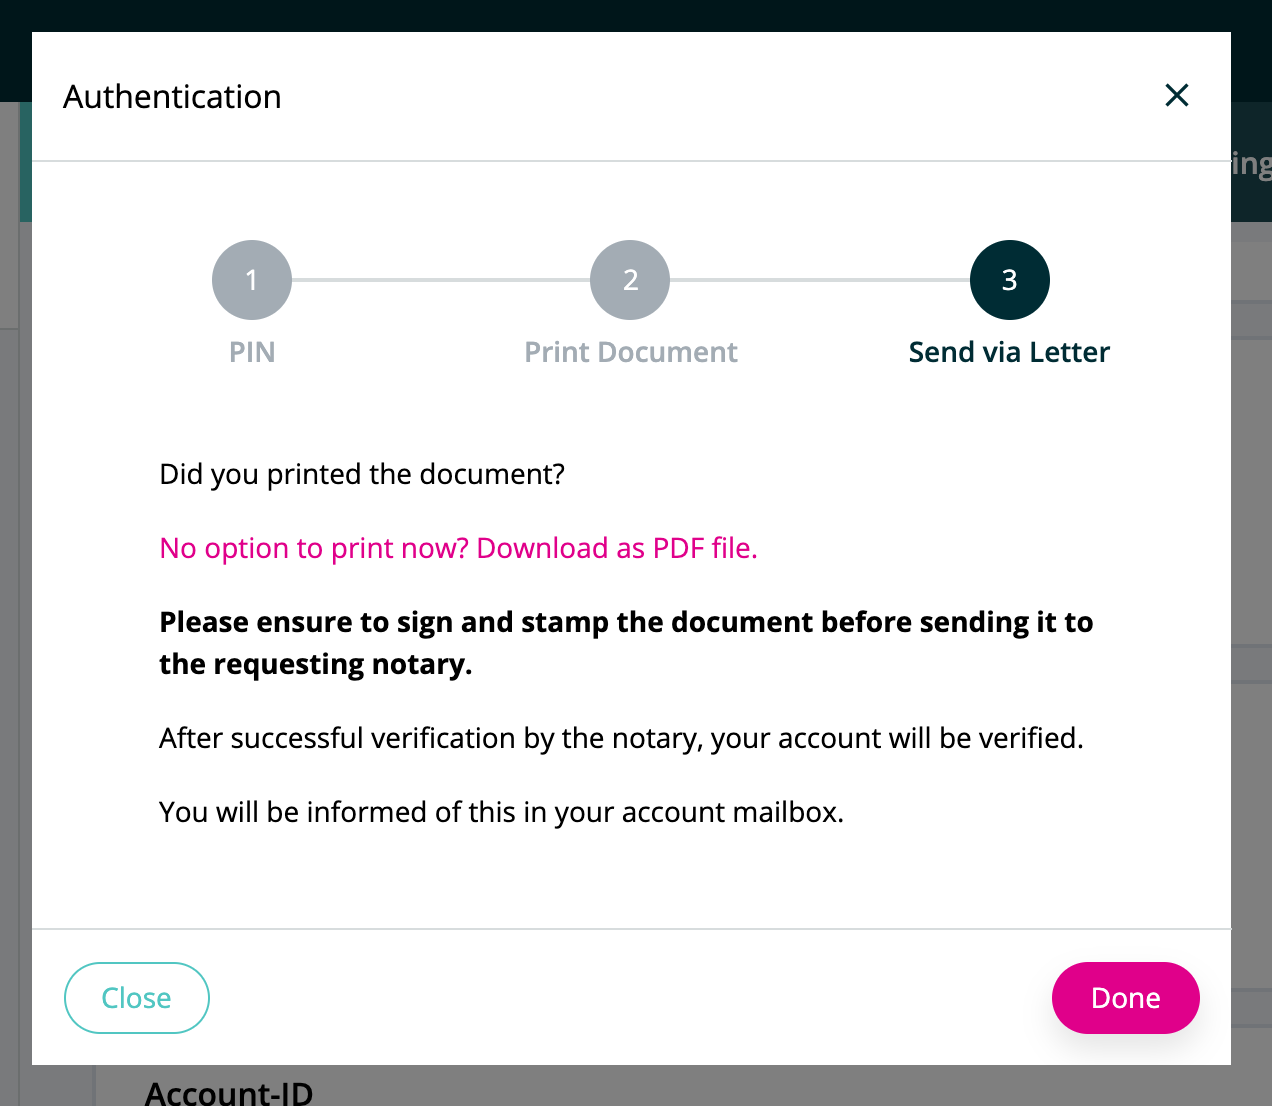 Authentication
ing
1
2
3
PIN
Print Document
Send via Letter
Did you printed the document?
No option to print now? Download as PDF file.
Please ensure to sign and stamp the document before sending it to
the requesting notary.
After successful verification by the notary, your account will be verified.
You will be informed of this in your account mailbox.
Close
Done
Account-ID